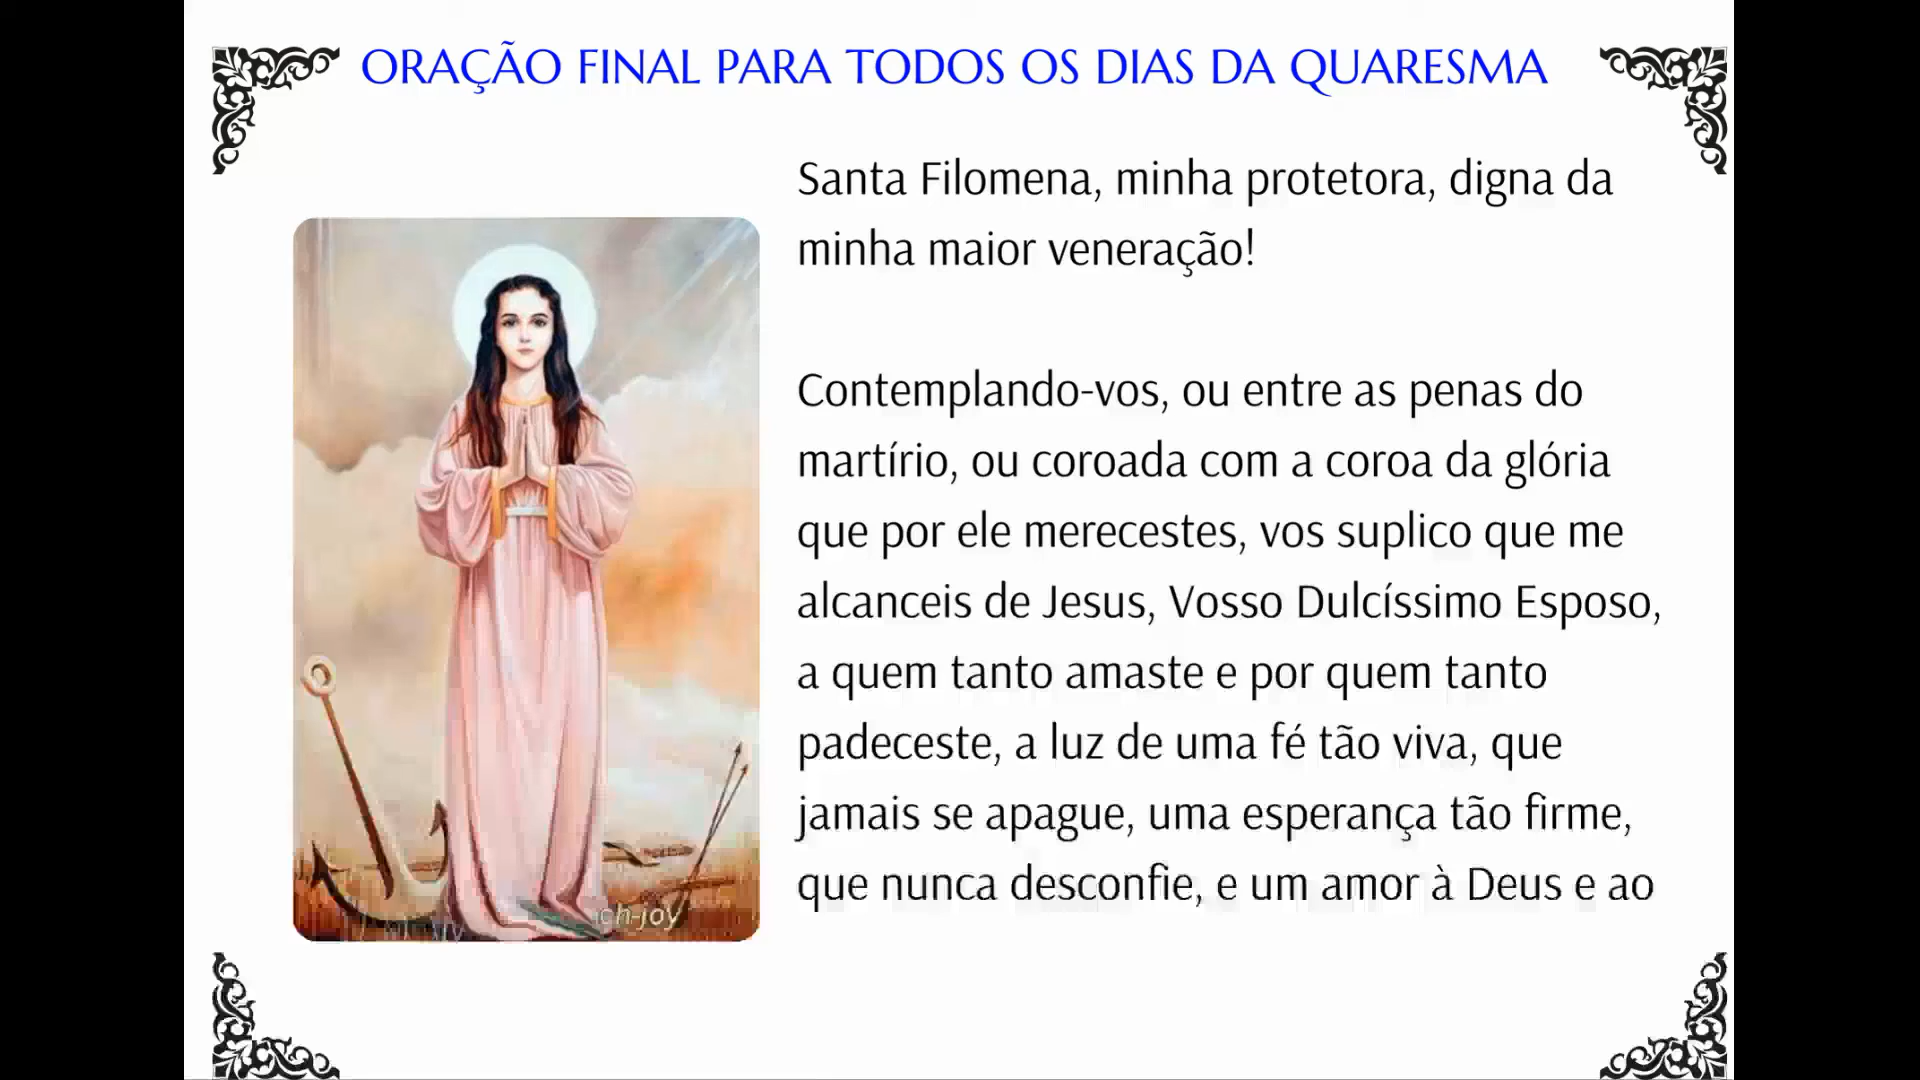 ORAÇÃO FINAL PARA TODOS OS DIAS DA QUARESMA
Santa Filomena, minha protetora, digna da
minha maior veneração!
Contemplando-vos, ou entre as penas do
martírio, ou coroada com a coroa da glória
que por ele merecestes, vos suplico que me
alcanceis de Jesus, Vosso Dulcíssimo Esposo,
a quem tanto amaste e por quem tanto
padeceste, a luz de uma fé tão viva, que
jamais se apague, uma esperança tão firme,
que nunca desconfie, e um amor à Deus e ao
ch-joy